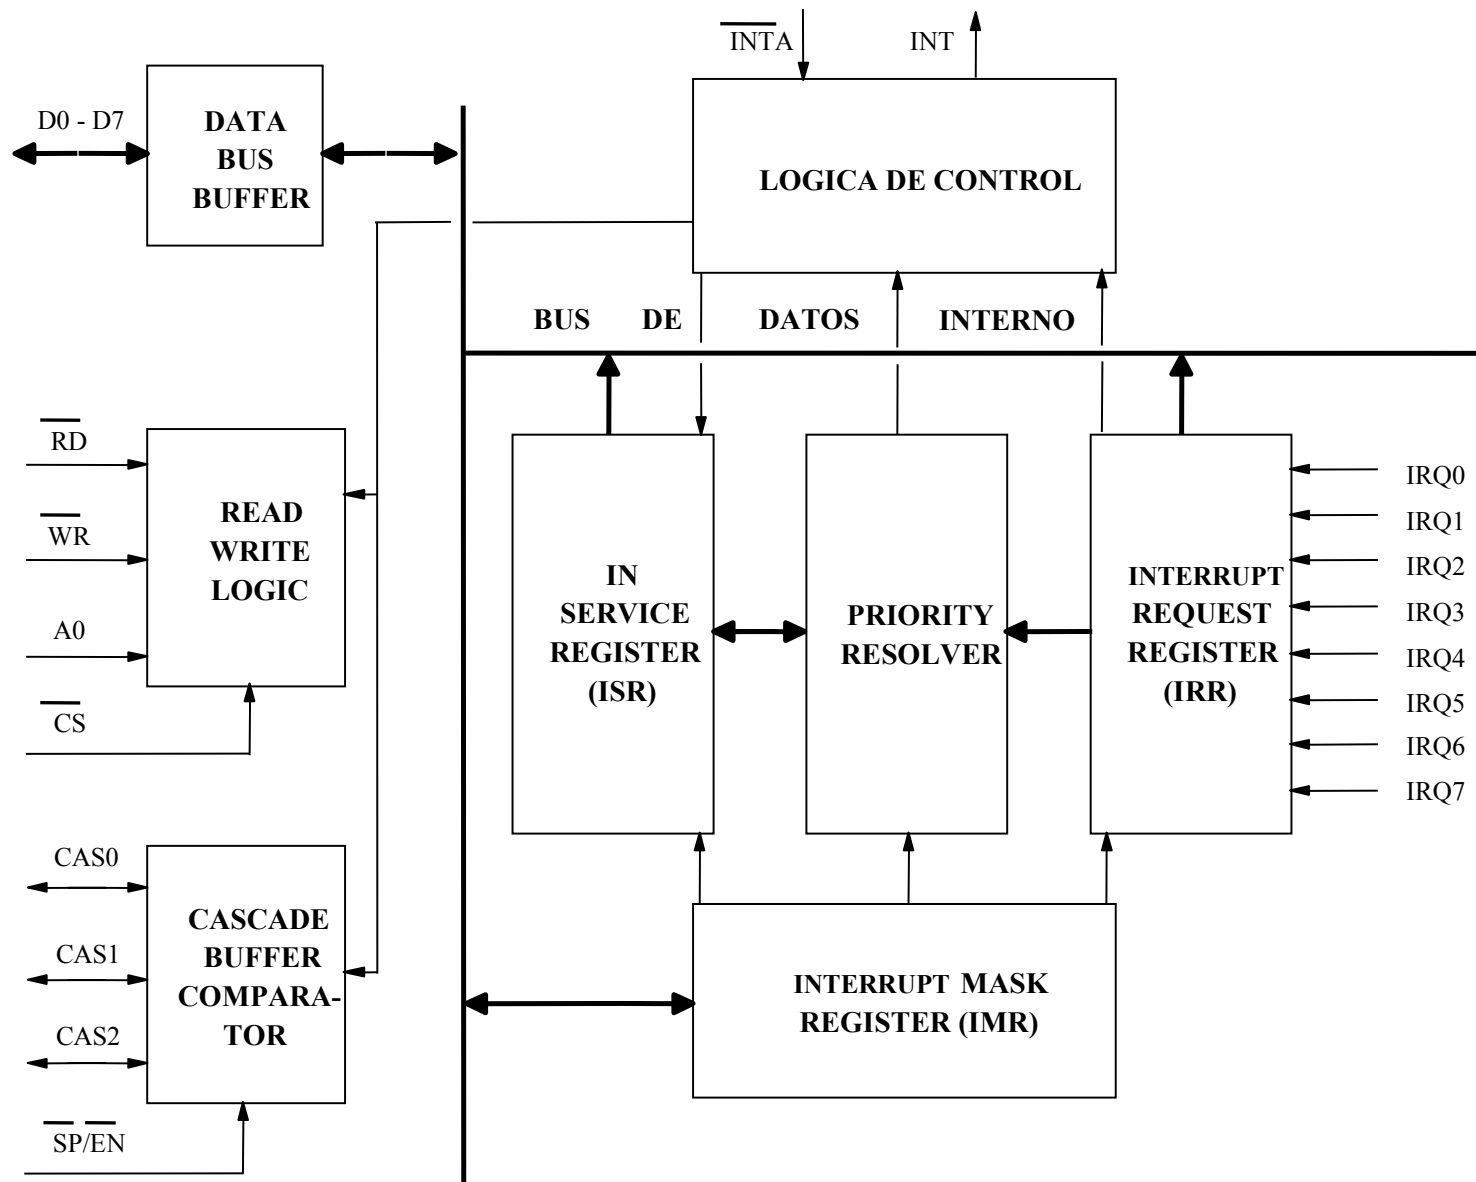 INTA
INT
D0 - D7
DATA
BUS
BUFFER
LOGICA DE CONTROL
BUS DE DATOS INTERNO
RD
WR
A0
CS
READ
WRITE
LOGIC
IN
SERVICE
REGISTER
(ISR)
PRIORITY
RESOLVER
INTERRUPT
REQUEST
REGISTER
(IRR)
IRQ0
IRQ1
IRQ2
IRQ3
IRQ4
IRQ5
IRQ6
IRQ7
CAS0
CAS1
CAS2
SP/EN
CASCADE
BUFFER
COMPARA-
TOR
INTERRUPT MASK
REGISTER (IMR)